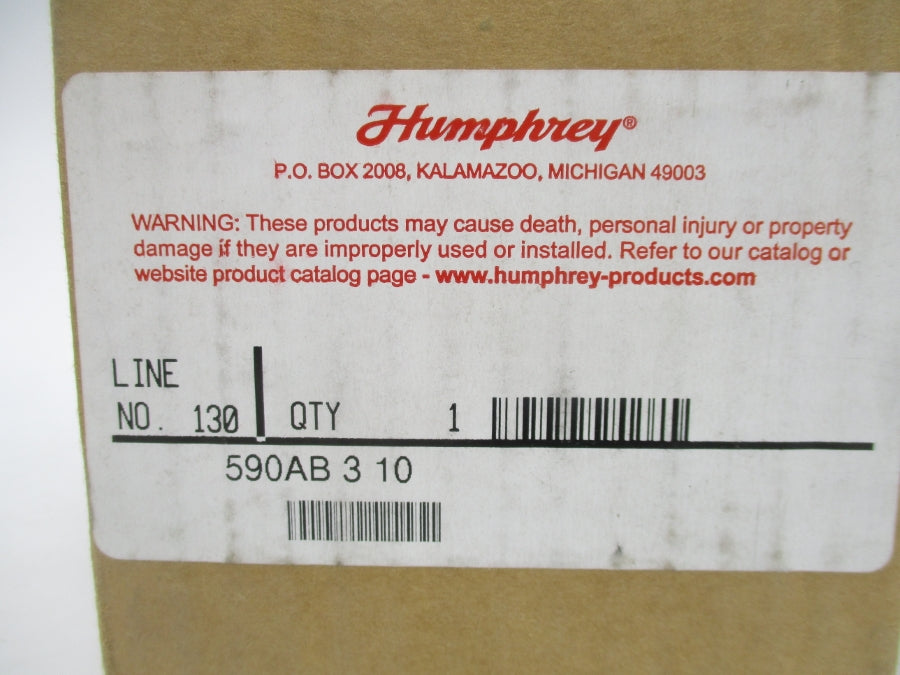 Humphrey®
P.O. BOX 2008, KALAMAZOO, MICHIGAN 49003
WARNING: These products may cause death, personal injury or property
damage if they are improperly used or installed. Refer to our catalog or
website product catalog page - www.humphrey-products.com
LINE
NO. 130 QTY 1
590AB 3 10